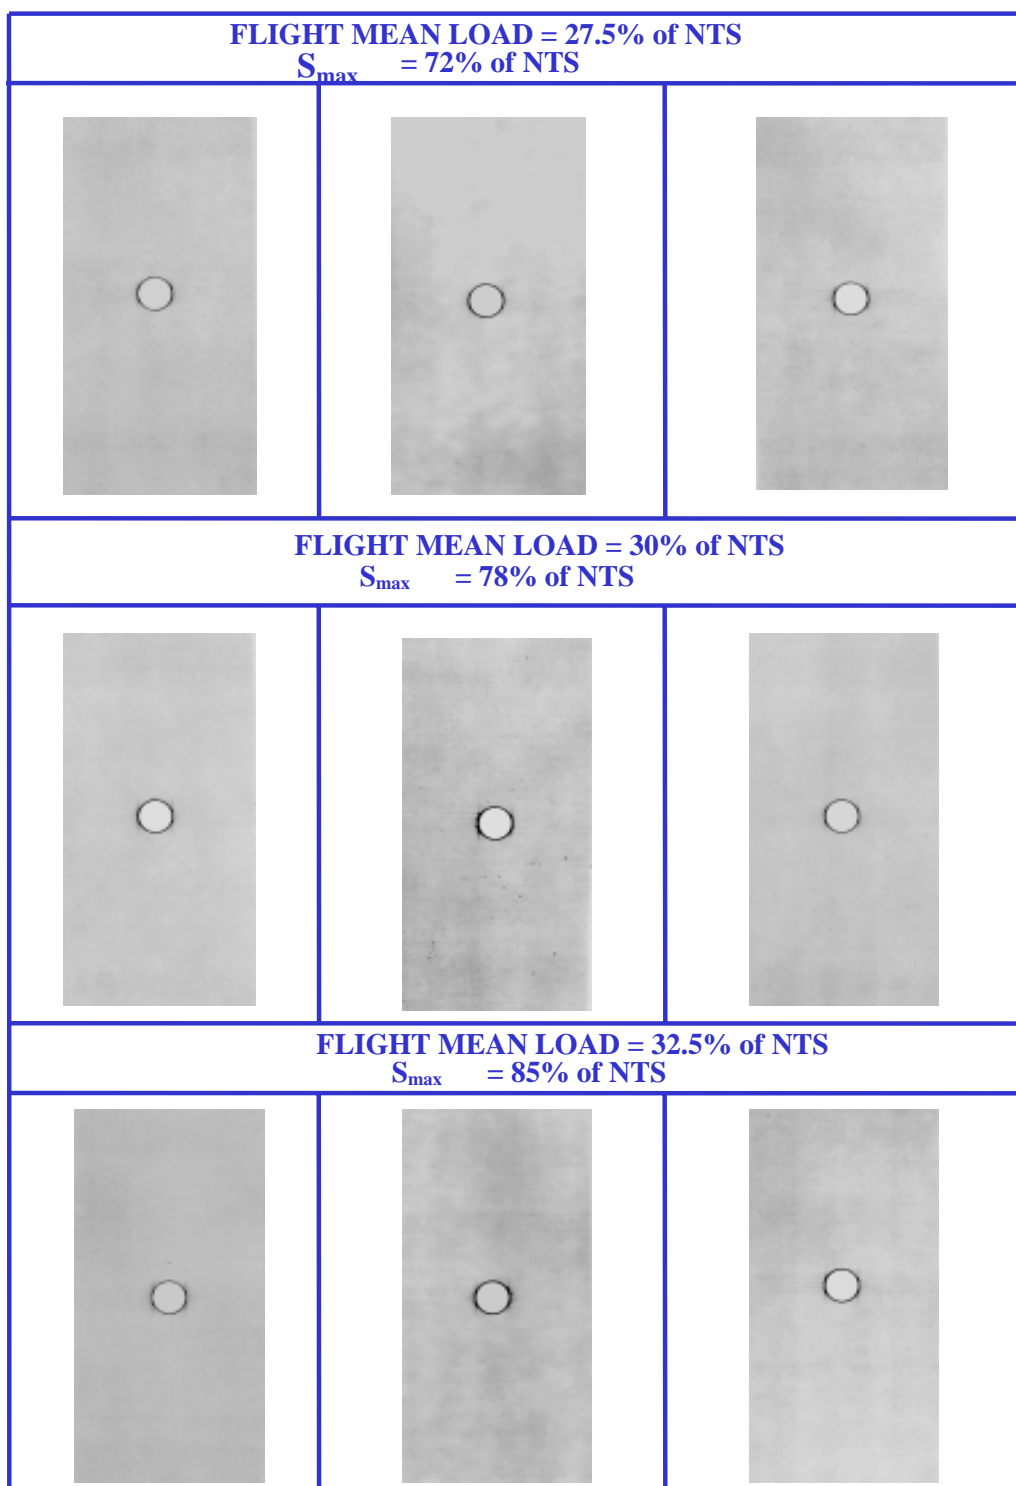 FLIGHT MEAN LOAD = 27.5% of NTS
Smax = 72% of NTS
FLIGHT MEAN LOAD = 30% of NTS
Smax = 78% of NTS
FLIGHT MEAN LOAD = 32.5% of NTS
Smax = 85% of NTS